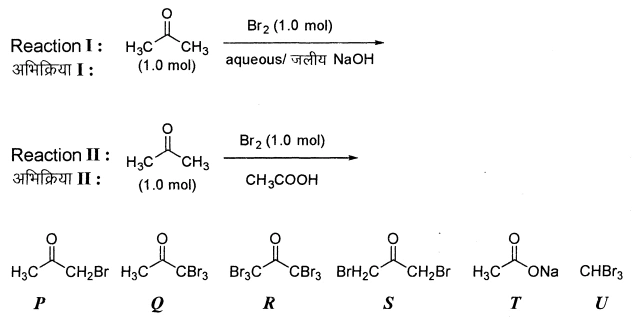 Reaction I :
अभिक्रिया I :
O
H₃C CH₃
(1.0 mol)
Br₂ (1.0 mol)
aqueous/ जलीय NaOH
Reaction II :
अभिक्रिया II :
O
H₃C CH₃
(1.0 mol)
Br₂ (1.0 mol)
CH₃COOH
O O O O O
H₃C CH₂Br H₃C CBr₃ Br₃C CBr₃ BrH₂C CH₂Br H₃C ONa CHBr₃
P Q R S T U